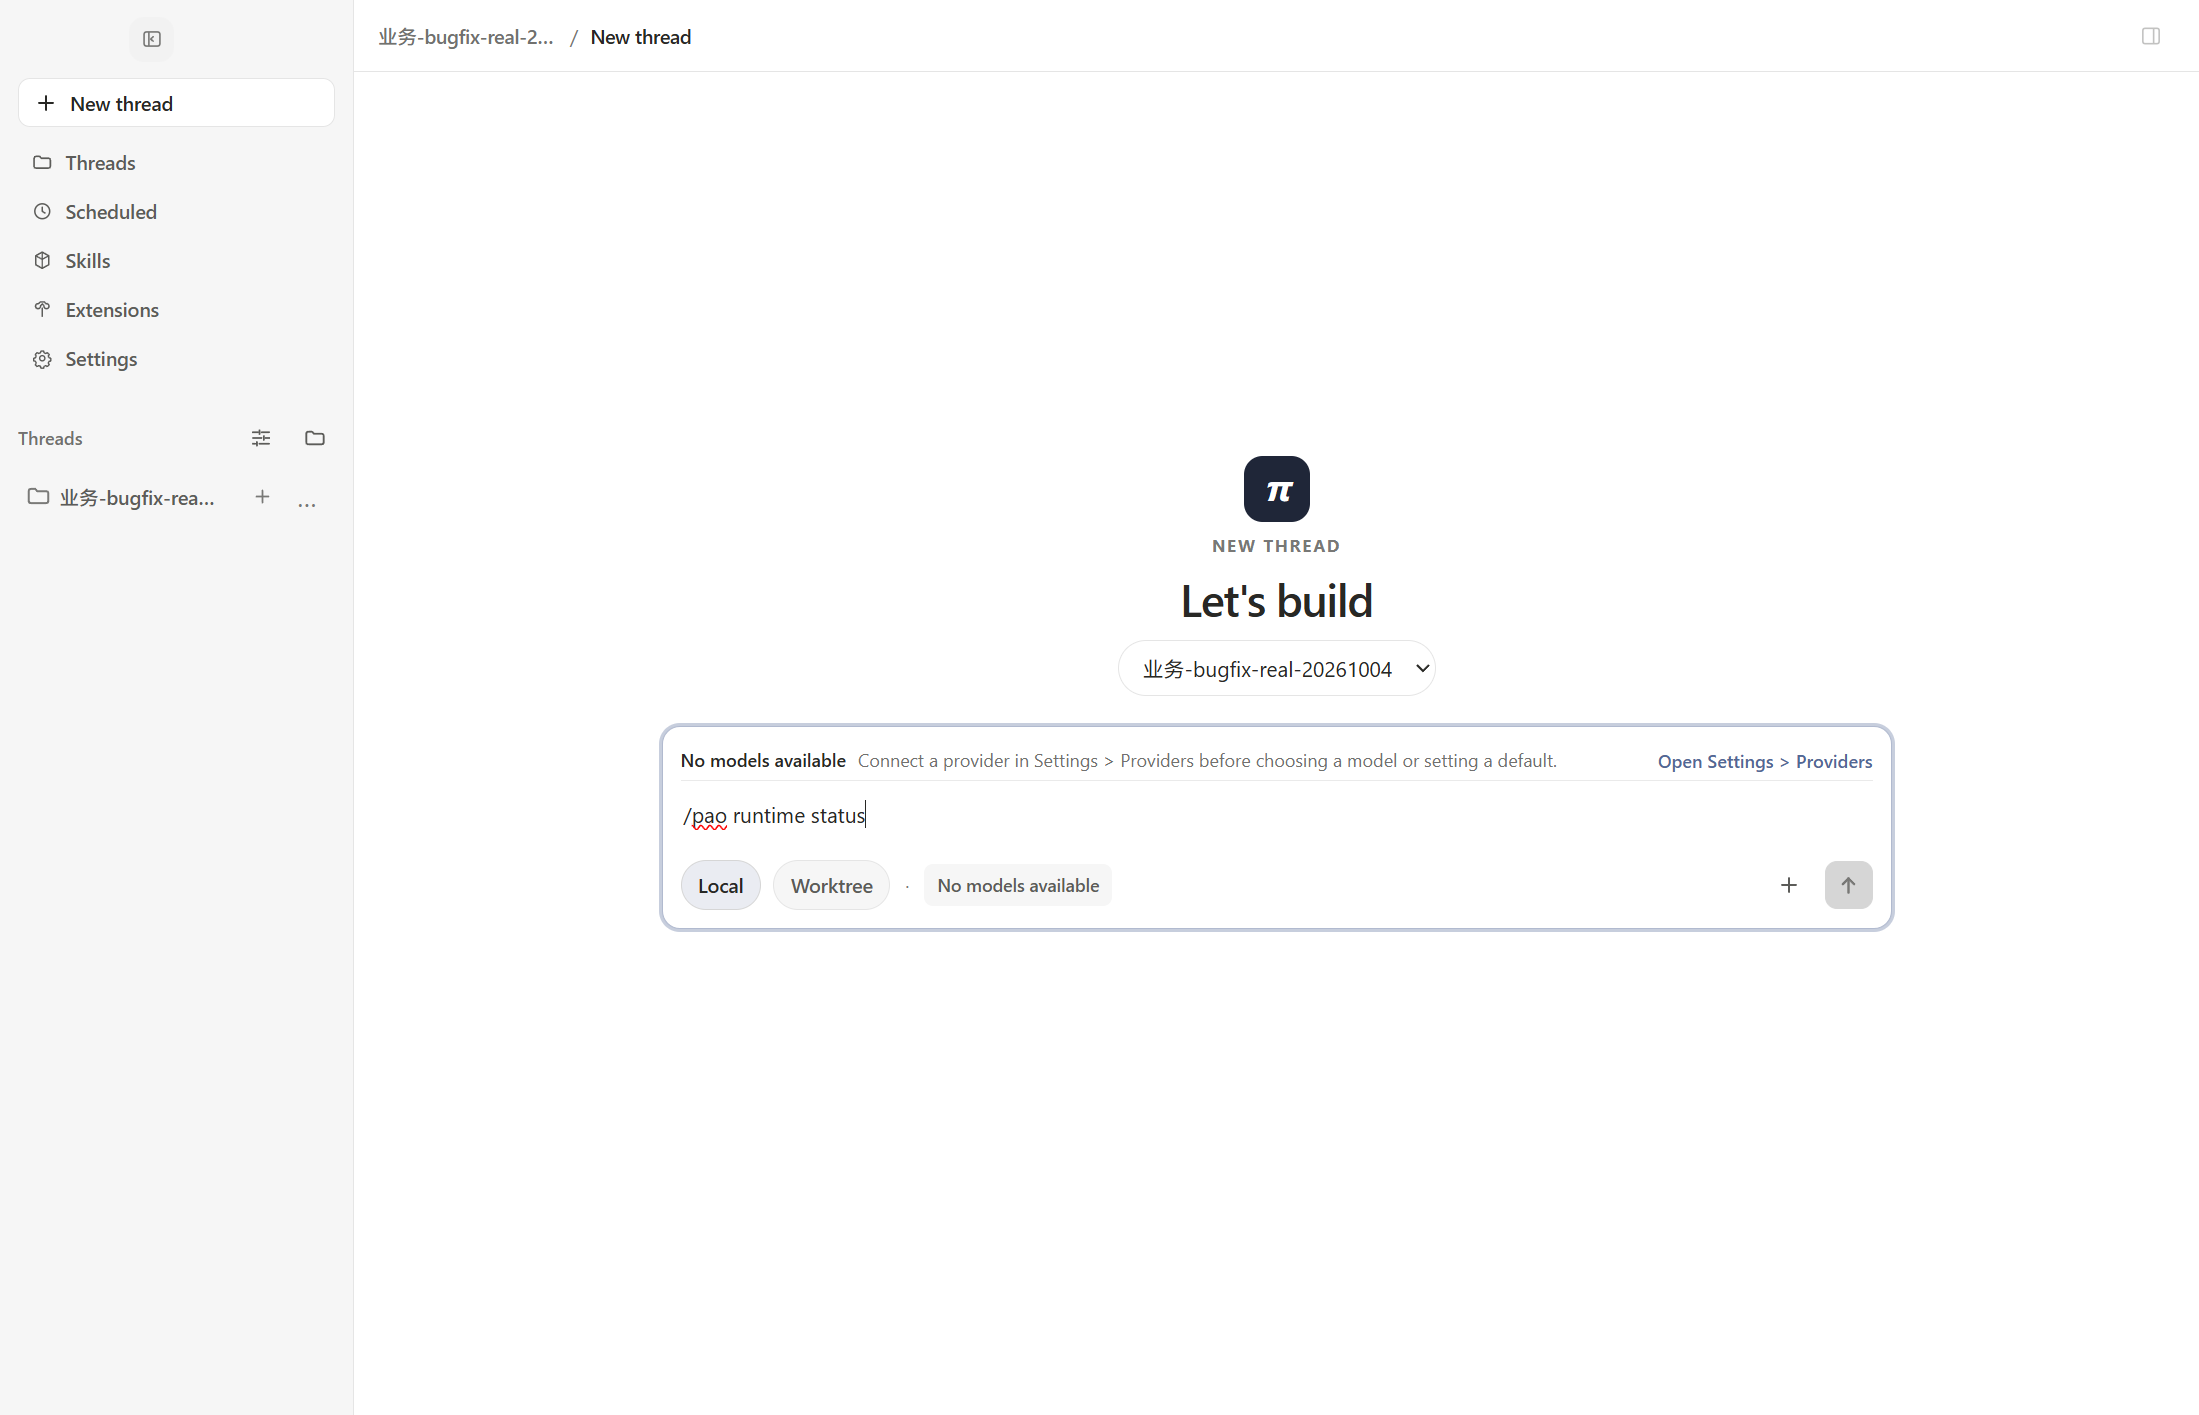 业务-bugfix-real-2... / New thread
New thread
Threads
Scheduled
Skills
Extensions
Settings
Threads
业务-bugfix-rea...
π
NEW THREAD
Let's build
业务-bugfix-real-20261004
No models available Connect a provider in Settings > Providers before choosing a model or setting a default. Open Settings > Providers
/pao runtime status
Local Worktree · No models available